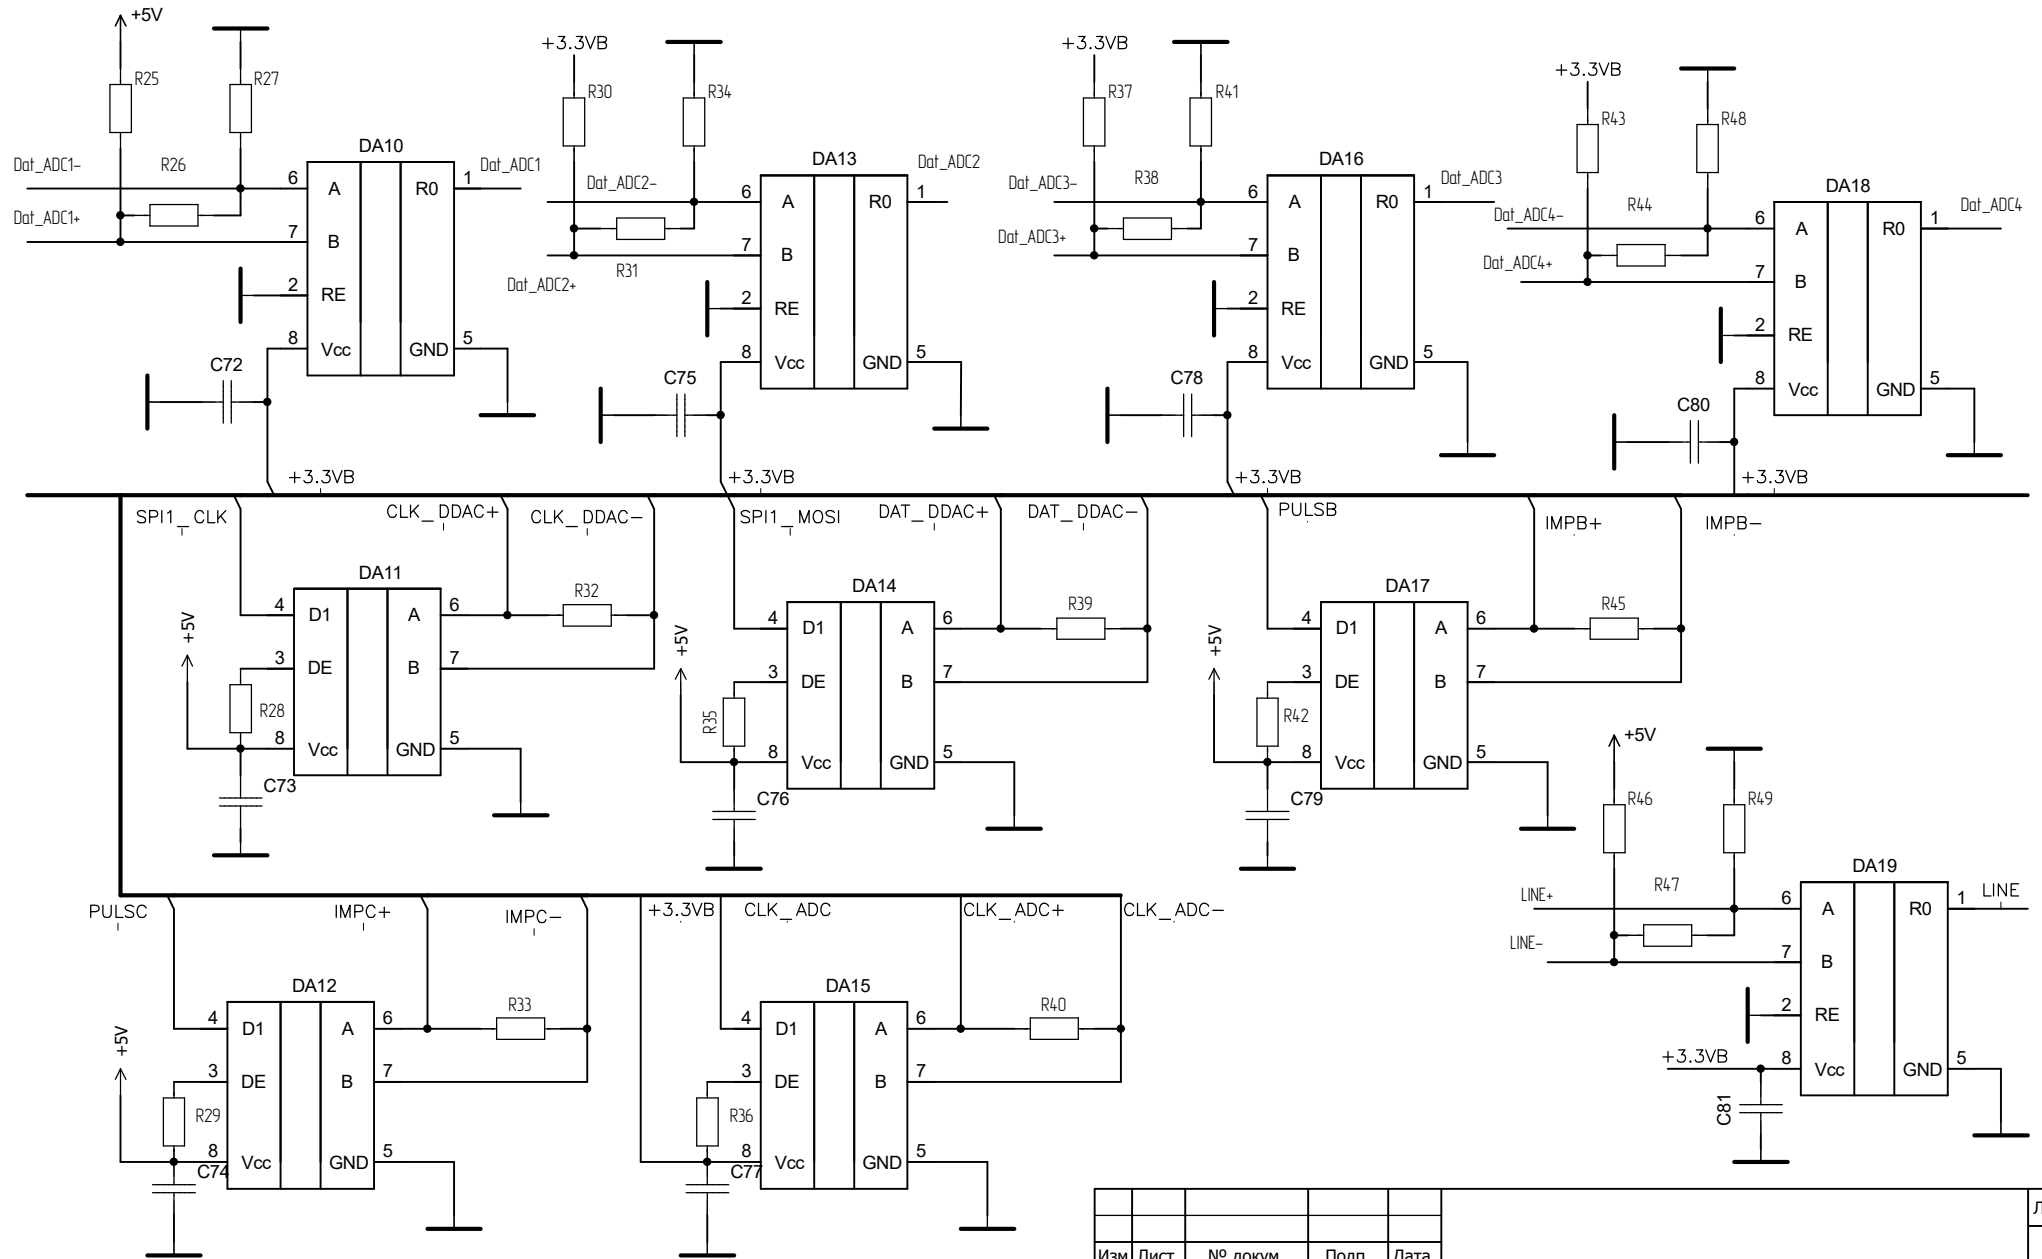 +5V
R25
R27
R26
Dat_ADC1-
Dat_ADC1+
DA10
6 A R0 1 Dat_ADC1
7 B
2 RE
8 Vcc GND 5
C72
+3.3VB
+3.3VB
R30
R34
Dat_ADC2-
Dat_ADC2+
R31
DA13
6 A R0 1 Dat_ADC2
7 B
2 RE
8 Vcc GND 5
C75
+3.3VB
+3.3VB
R37
R41
R38
Dat_ADC3-
Dat_ADC3+
DA16
6 A R0 1 Dat_ADC3
7 B
2 RE
8 Vcc GND 5
C78
+3.3VB
+3.3VB
R43
R48
R44
Dat_ADC4-
Dat_ADC4+
DA18
6 A R0 1 Dat_ADC4
7 B
2 RE
8 Vcc GND 5
C80
+3.3VB
SPI1_CLK
CLK_DDAC+
CLK_DDAC-
DA11
R32
4 D1 A 6
3 DE B 7
8 Vcc GND 5
+5V
R28
C73
SPI1_MOSI
DAT_DDAC+
DAT_DDAC-
DA14
R39
4 D1 A 6
3 DE B 7
8 Vcc GND 5
+5V
R35
C76
PULSB
IMPB+
IMPB-
DA17
R45
4 D1 A 6
3 DE B 7
8 Vcc GND 5
+5V
R42
C79
+5V
R46
R49
R47
LINE+
LINE-
DA19
6 A R0 1 LINE
7 B
2 RE
+3.3VB
8 Vcc GND 5
C81
PULSC
IMPC+
IMPC-
DA12
R33
4 D1 A 6
3 DE B 7
8 Vcc GND 5
+5V
R29
C74
+3.3VB
CLK_ADC
CLK_ADC+
CLK_ADC-
DA15
R40
4 D1 A 6
3 DE B 7
8 Vcc GND 5
R36
C77
Изм Лист № докум. Подп. Дата